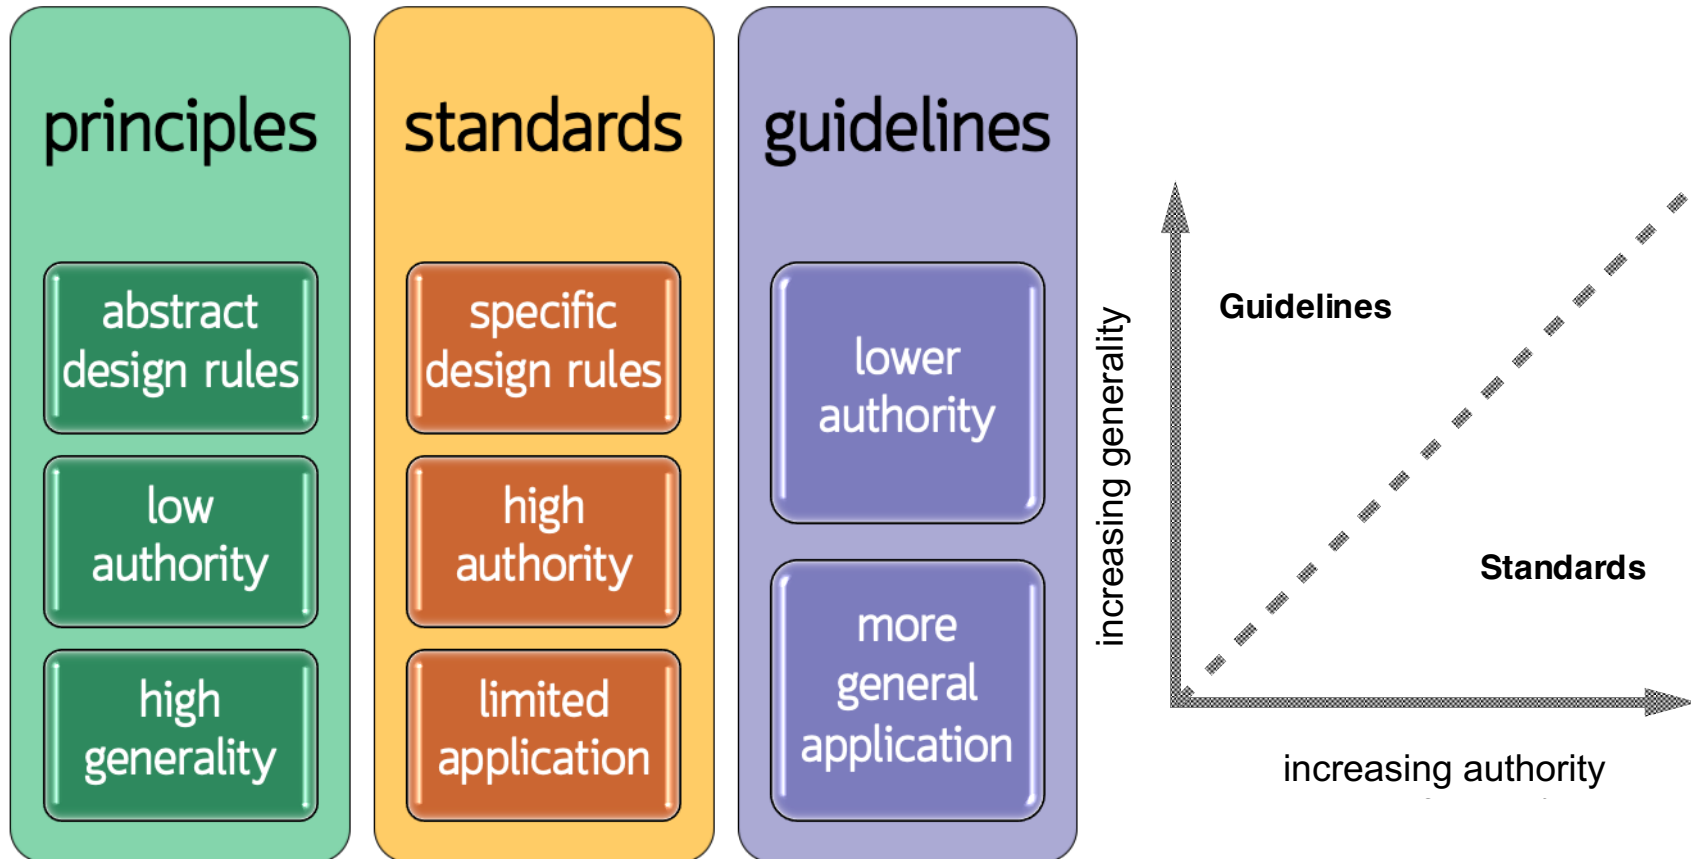 principles
abstract
design rules
low
authority
high
generality
standards
specific
design rules
high
authority
limited
application
guidelines
lower
authority
more
general
application
increasing generality
Guidelines
Standards
increasing authority